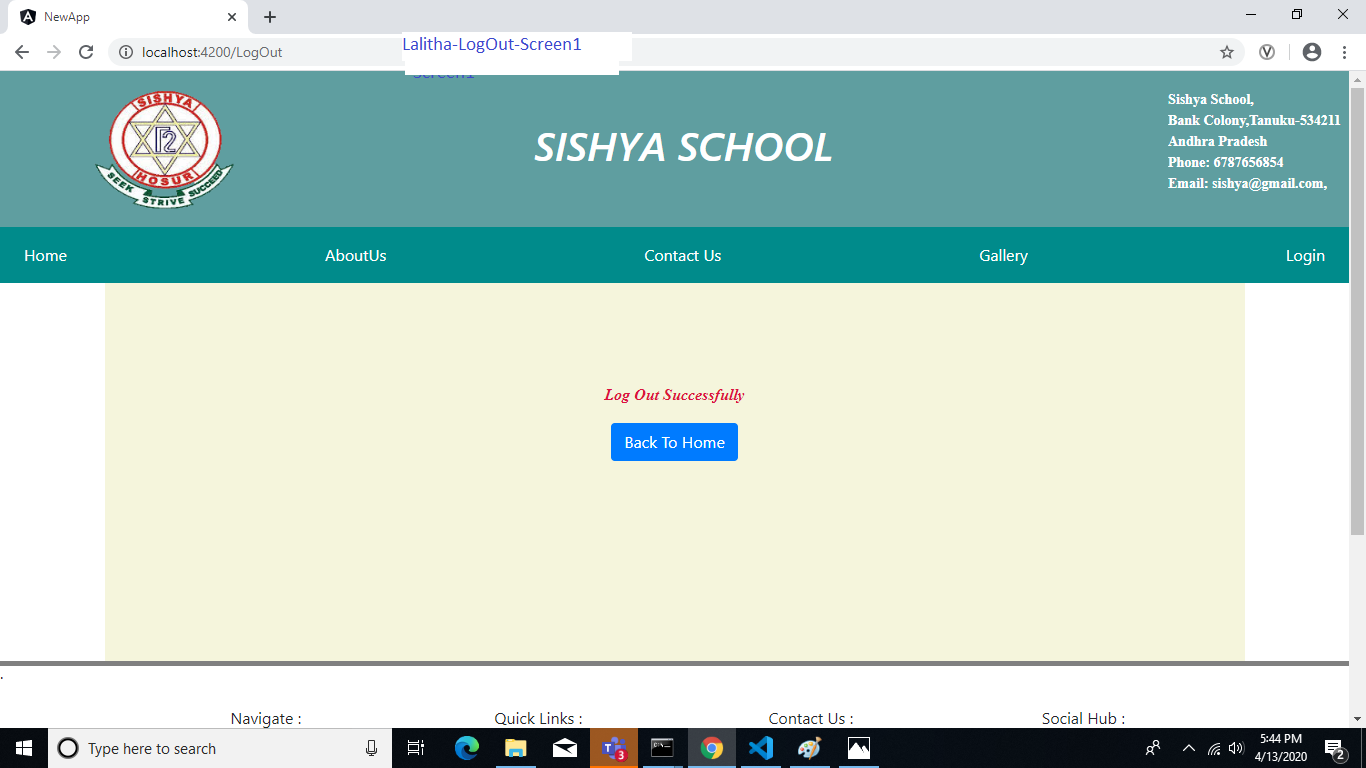 NewApp
localhost:4200/LogOut
Lalitha-LogOut-Screen1
SISHYA
HOSUR
SEEK STRIVE SUCCEED
SISHYA SCHOOL
Sishya School,
Bank Colony,Tanuku-534211
Andhra Pradesh
Phone: 6787656854
Email: sishya@gmail.com,
Home
AboutUs
Contact Us
Gallery
Login
Log Out Successfully
Back To Home
.
Navigate :
Quick Links :
Contact Us :
Social Hub :
Type here to search
3
5:44 PM
4/13/2020
2